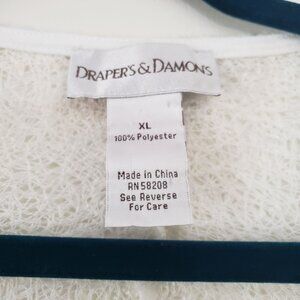 DRAPER'S & DAMON'S
XL
100% Polyester
Made in China
RN 58208
See Reverse
For Care